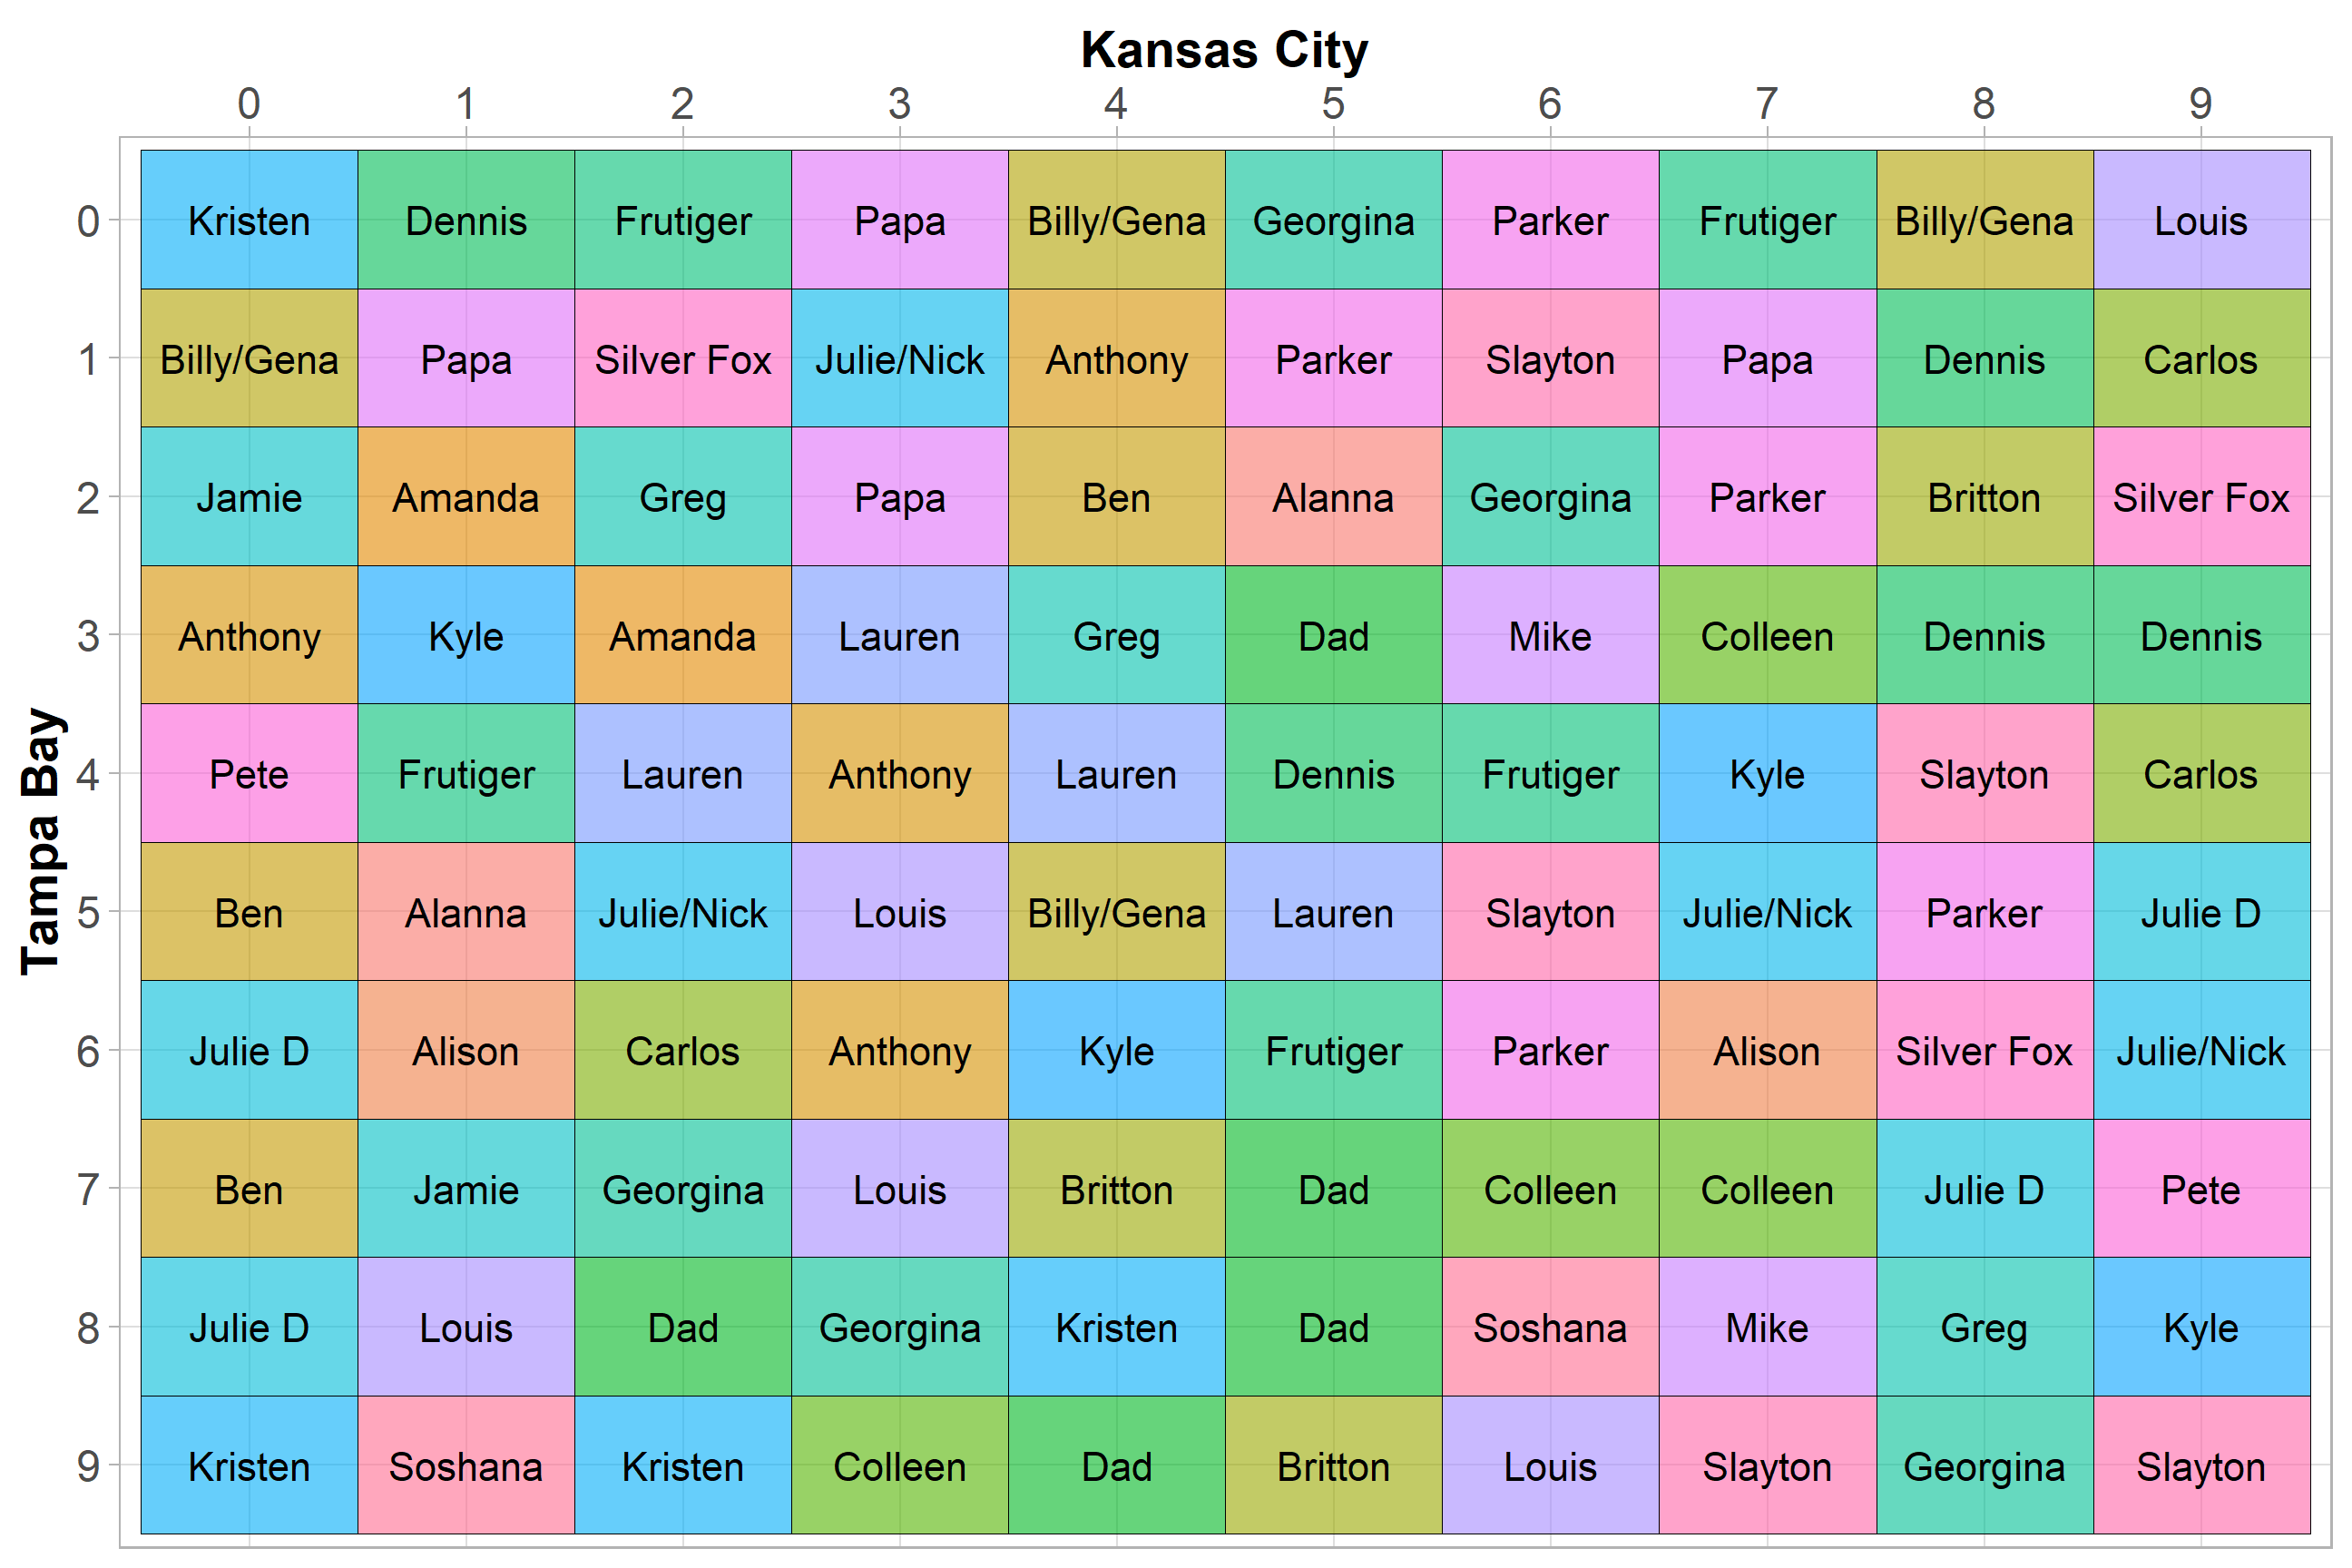 Kansas City
0 1 2 3 4 5 6 7 8 9
Tampa Bay
0 Kristen Dennis Frutiger Papa Billy/Gena Georgina Parker Frutiger Billy/Gena Louis
1 Billy/Gena Papa Silver Fox Julie/Nick Anthony Parker Slayton Papa Dennis Carlos
2 Jamie Amanda Greg Papa Ben Alanna Georgina Parker Britton Silver Fox
3 Anthony Kyle Amanda Lauren Greg Dad Mike Colleen Dennis Dennis
4 Pete Frutiger Lauren Anthony Lauren Dennis Frutiger Kyle Slayton Carlos
5 Ben Alanna Julie/Nick Louis Billy/Gena Lauren Slayton Julie/Nick Parker Julie D
6 Julie D Alison Carlos Anthony Kyle Frutiger Parker Alison Silver Fox Julie/Nick
7 Ben Jamie Georgina Louis Britton Dad Colleen Colleen Julie D Pete
8 Julie D Louis Dad Georgina Kristen Dad Soshana Mike Greg Kyle
9 Kristen Soshana Kristen Colleen Dad Britton Louis Slayton Georgina Slayton